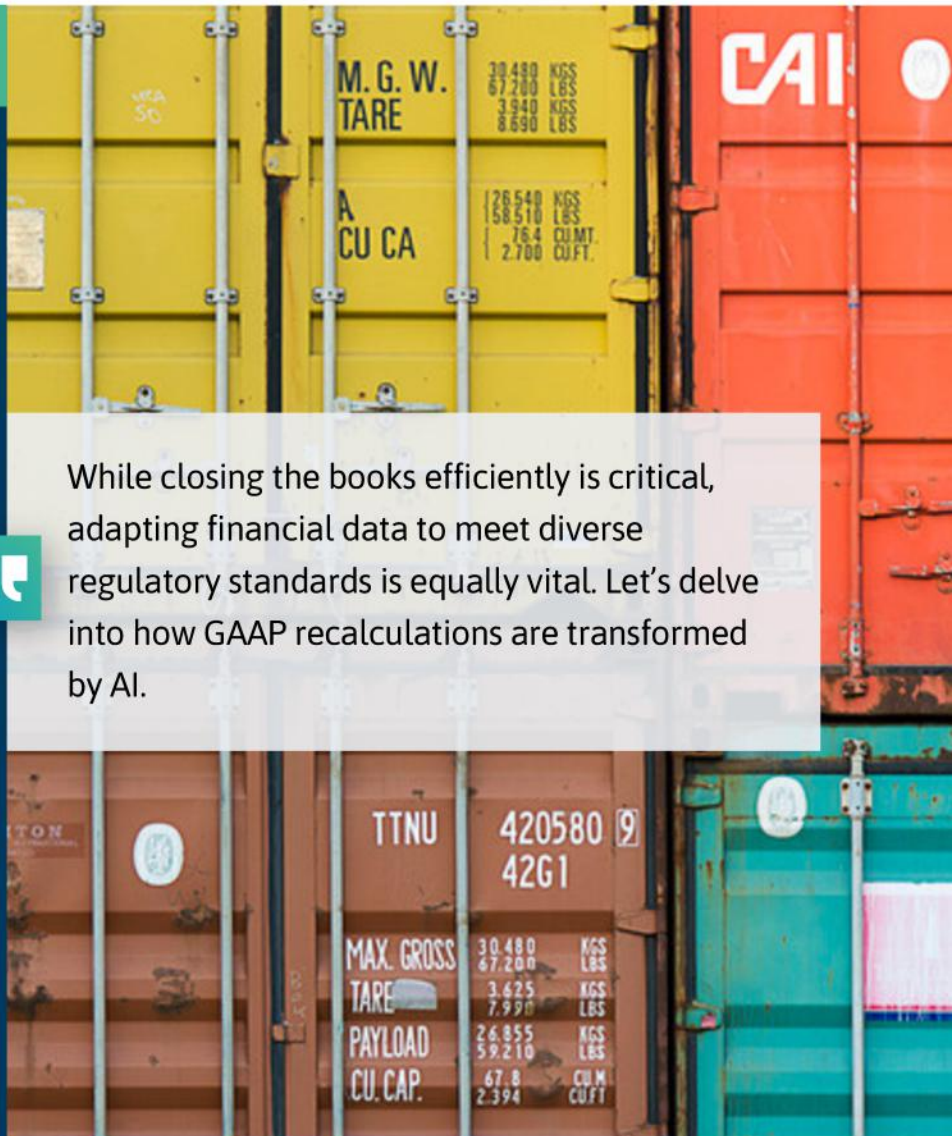 M. G. W. 30.480 KGS
67.200 LBS
TARE 3.940 KGS
8.690 LBS
A 26.540 KGS
58.510 LBS
CU CA 76.4 CU.MT.
2.700 CU.FT.
CAI
While closing the books efficiently is critical,
adapting financial data to meet diverse
regulatory standards is equally vital. Let’s delve
into how GAAP recalculations are transformed
by AI.
TTNU 420580 9
42G1
MAX. GROSS 30.480 KGS
67.200 LBS
TARE 3.625 KGS
7.990 LBS
PAYLOAD 26.855 KGS
59.210 LBS
CU. CAP. 67.8 CU.M
2.394 CU.FT